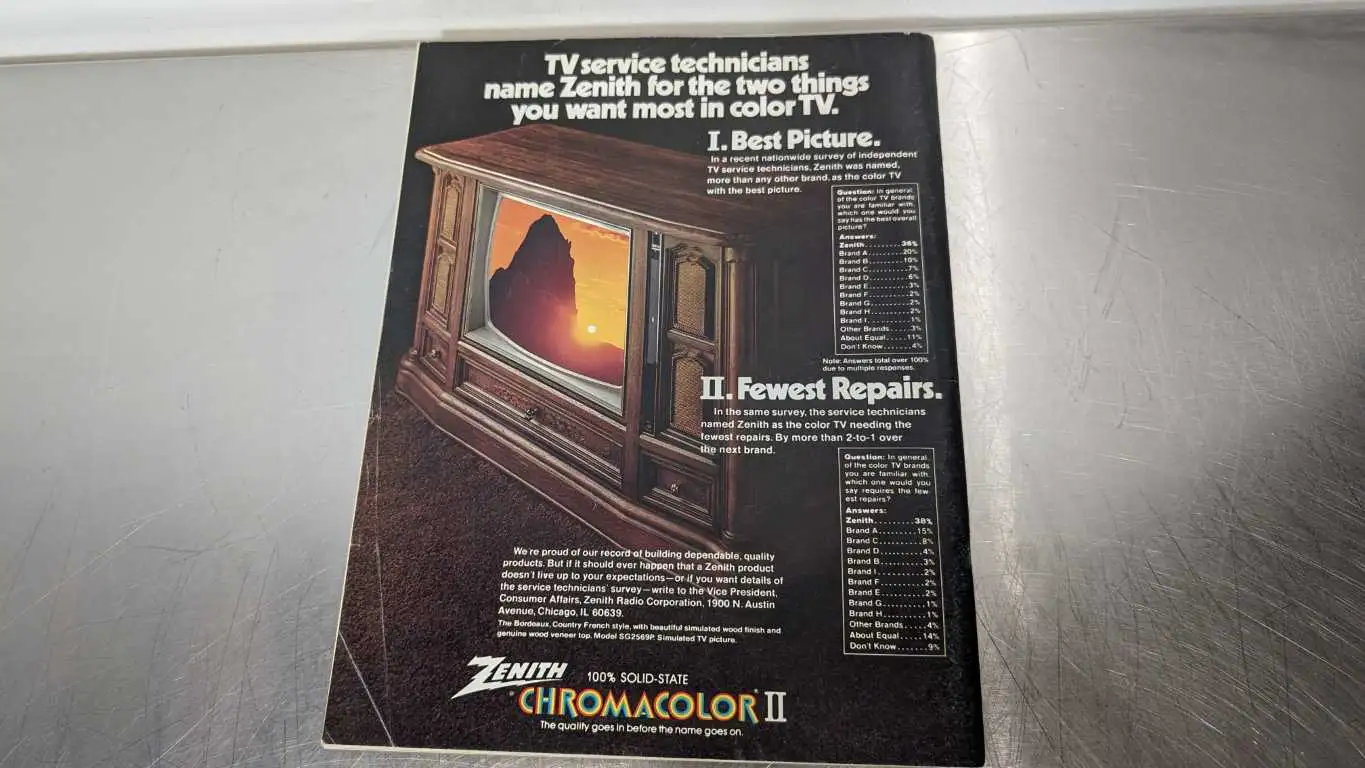 TV service technicians
name Zenith for the two things
you want most in color TV.
I. Best Picture.
In a recent nationwide survey of independent
TV service technicians, Zenith was named,
more than any other brand, as the color TV
with the best picture.
Question: In general,
of the color TV brands
you are familiar with,
which one would you
say has the best overall
picture?
Answers:
Zenith.........36%
Brand A.........20%
Brand B.........10%
Brand C.........7%
Brand D.........6%
Brand E.........3%
Brand F.........2%
Brand G.........2%
Brand H.........2%
Brand I.........1%
Other Brands.....3%
About Equal.....11%
Don't Know.....4%
Note: Answers total over 100%
due to multiple responses.
II. Fewest Repairs.
In the same survey, the service technicians
named Zenith as the color TV needing the
fewest repairs. By more than 2-to-1 over
the next brand.
Question: In general,
of the color TV brands
you are familiar with,
which one would you
say requires the few-
est repairs?
Answers:
Zenith.........38%
Brand A.........15%
Brand C.........8%
Brand D.........4%
Brand B.........3%
Brand I.........2%
Brand F.........2%
Brand E.........2%
Brand G.........1%
Brand H.........1%
Other Brands.....4%
About Equal.....14%
Don't Know.......9%
We're proud of our record of building dependable, quality
products. But if it should ever happen that a Zenith product
doesn't live up to your expectations—or if you want details of
the service technicians' survey—write to the Vice President,
Consumer Affairs, Zenith Radio Corporation, 1900 N. Austin
Avenue, Chicago, IL 60639.
The Bordeaux, Country French style, with beautiful simulated wood finish and
genuine wood veneer top. Model SG2569P. Simulated TV picture.
ZENITH
100% SOLID-STATE
CHROMACOLOR II
The quality goes in before the name goes on.